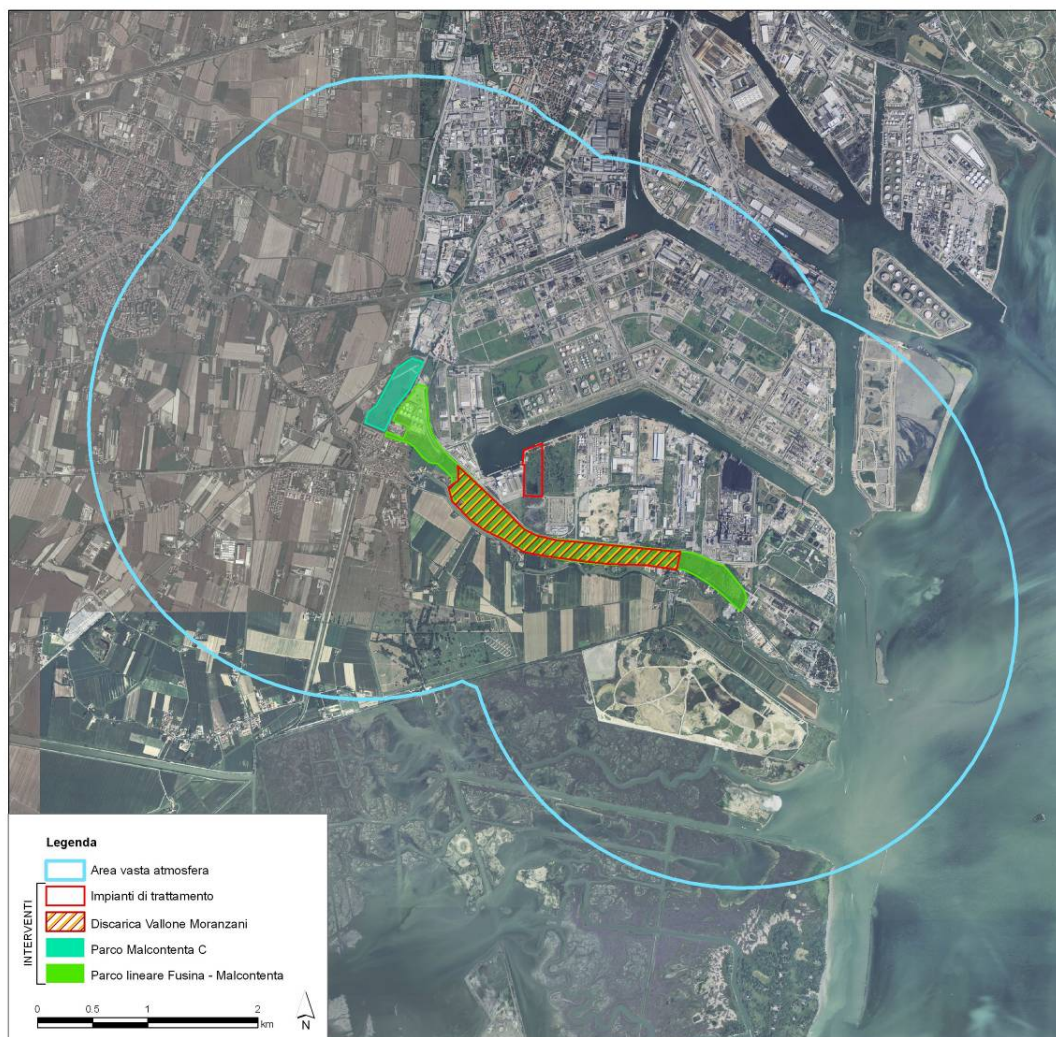 Legenda
Area vasta atmosfera
INTERVENTI
Impianti di trattamento
Discarica Vallone Moranzani
Parco Malcontenta C
Parco lineare Fusina - Malcontenta
0 0.5 1 2
km
N